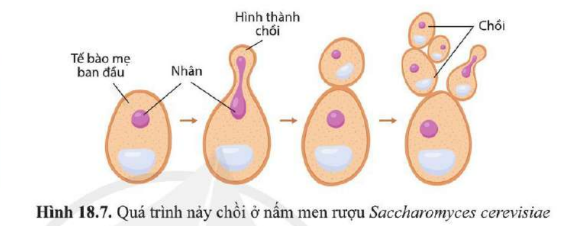 Hình thành
chồi
Chồi
Tế bào mẹ
ban đầu
Nhân
Hình 18.7. Quá trình nảy chồi ở nấm men rượu Saccharomyces cerevisiae